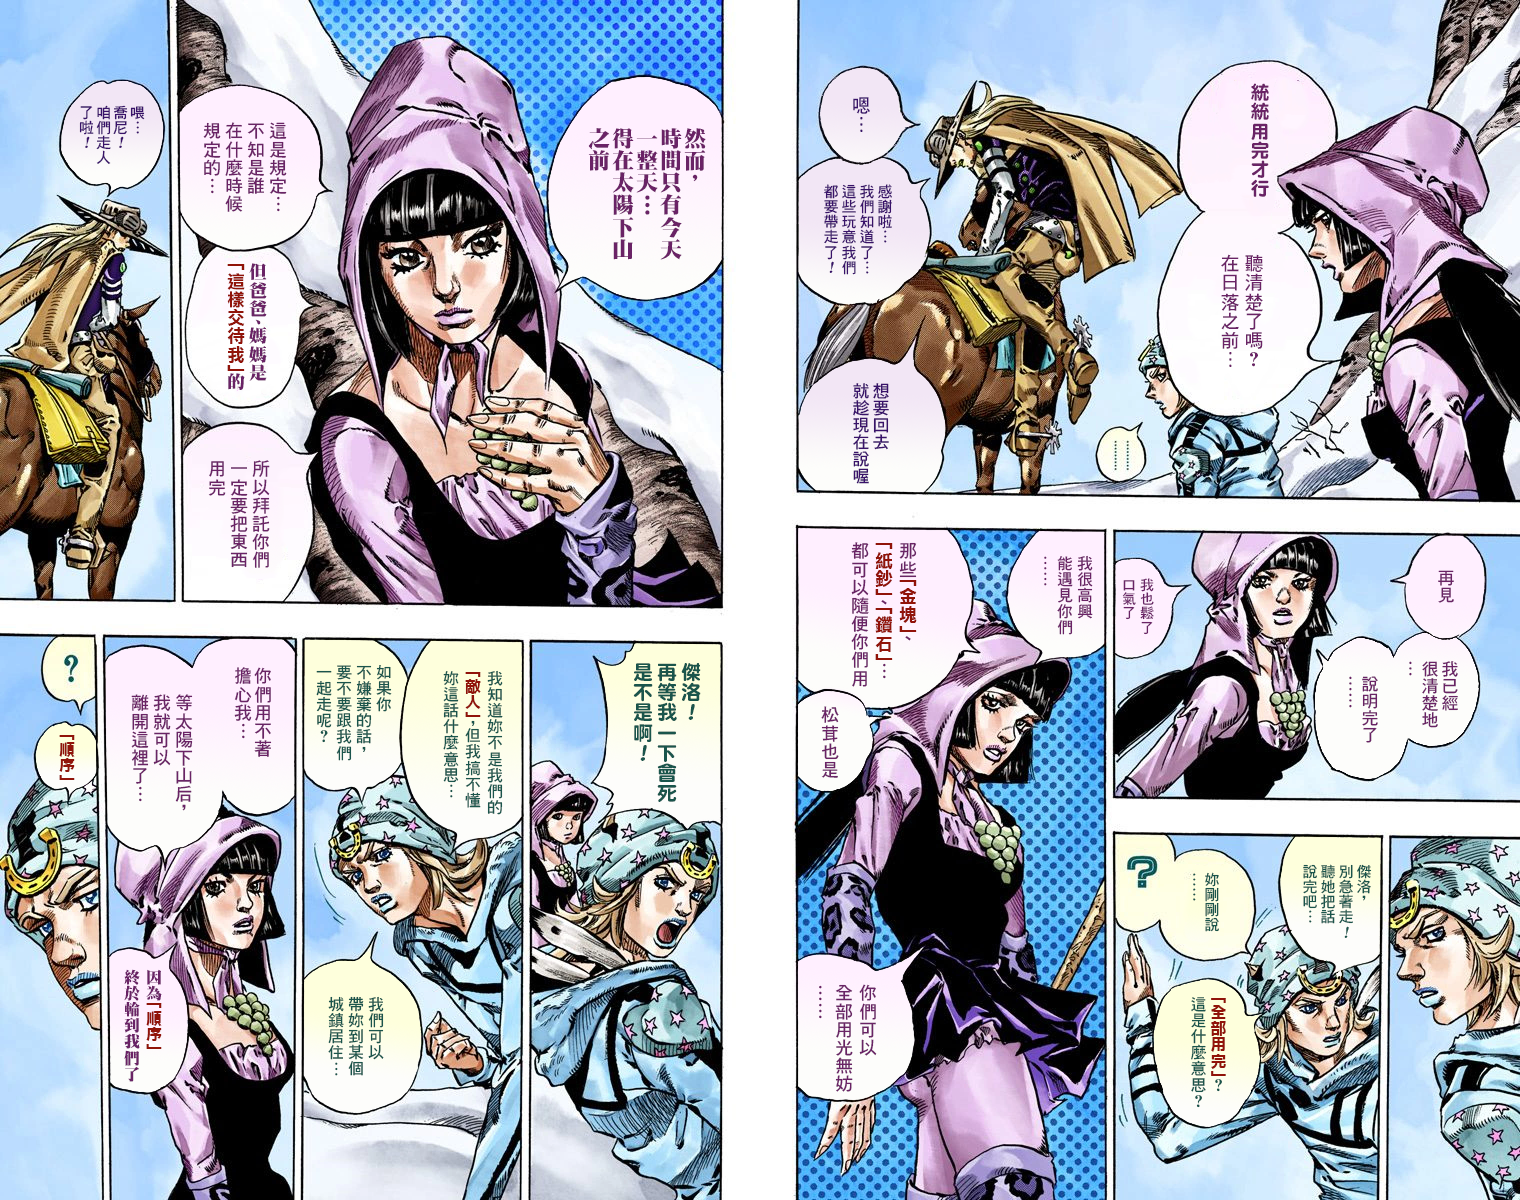 統統用完才行
聽清楚了嗎?
在日落之前…
嗯…
感謝啦…
我們知道了…
這些玩意我們
都要帶走了!
想要回去
就趁現在說喔
……
再見
我已經
很清楚地
…
說明完了
……
我也鬆了
口氣了
我很高興
能遇見你們
……
那些「金塊」、
「紙鈔」、「鑽石」…
都可以隨便你們用
松茸也是
你們可以
全部用光無妨
……
傑洛,
別急著走!
聽她把話
說完吧…
妳剛剛說
……
?
「全部用完」?
這是什麼意思?
然而,
時間只有今天
一整天…
得在太陽下山
之前
這是規定…
不知是誰
在什麼時候
規定的…
但爸爸、媽媽是
「這樣交待我」的
所以拜託你們
一定要把東西
用完
喂…
喬尼!
咱們走人
了啦!
傑洛!
再等我一下會死
是不是啊!
我知道妳不是我們的
「敵人」,但我搞不懂
妳這話什麼意思…
如果你
不嫌棄的話,
要不要跟我們
一起走呢?
我們可以
帶妳到某個
城鎮居住…
你們用不著
擔心我…
等太陽下山后,
我就可以
離開這裡了…
因為「順序」
終於輪到我們了
?
「順序」